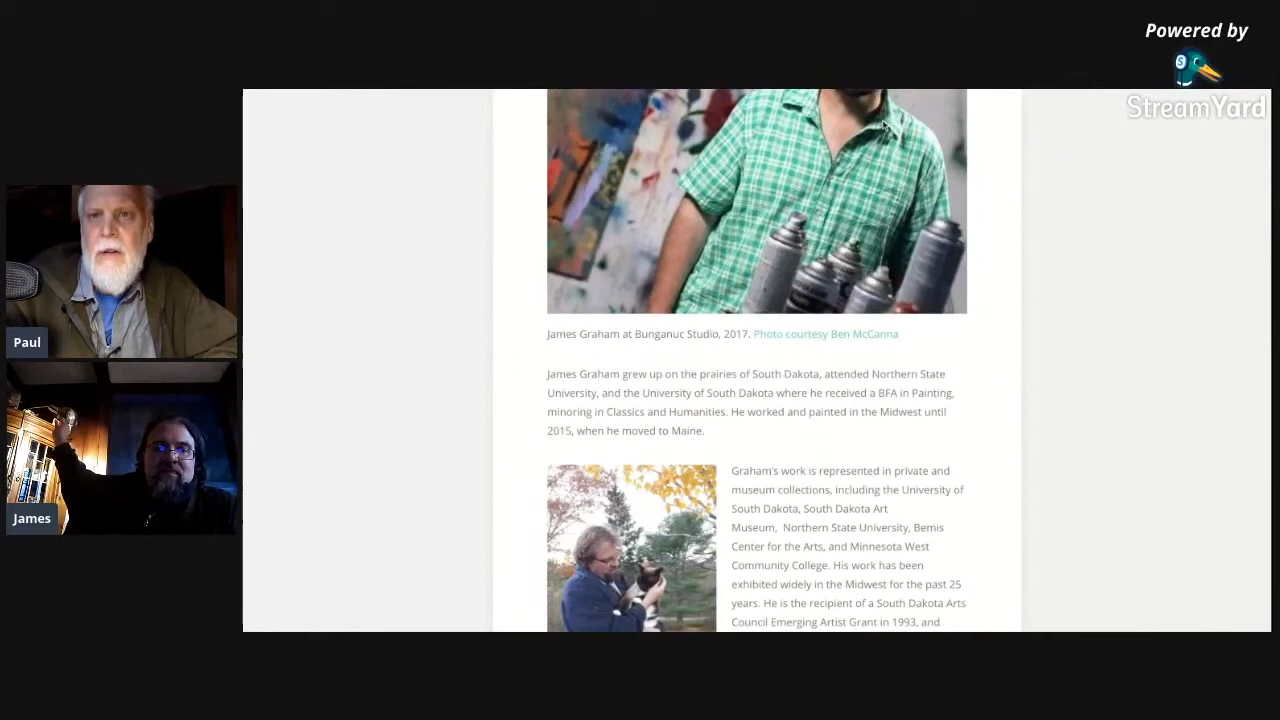 Powered by
StreamYard
Paul
James
James Graham at Bunganuc Studio, 2017. Photo courtesy Ben McCanna
James Graham grew up on the prairies of South Dakota, attended Northern State
University, and the University of South Dakota where he received a BFA in Painting,
minoring in Classics and Humanities. He worked and painted in the Midwest until
2015, when he moved to Maine.
Graham's work is represented in private and
museum collections, including the University of
South Dakota, South Dakota Art
Museum, Northern State University, Bemis
Center for the Arts, and Minnesota West
Community College. His work has been
exhibited widely in the Midwest for the past 25
years. He is the recipient of a South Dakota Arts
Council Emerging Artist Grant in 1993, and